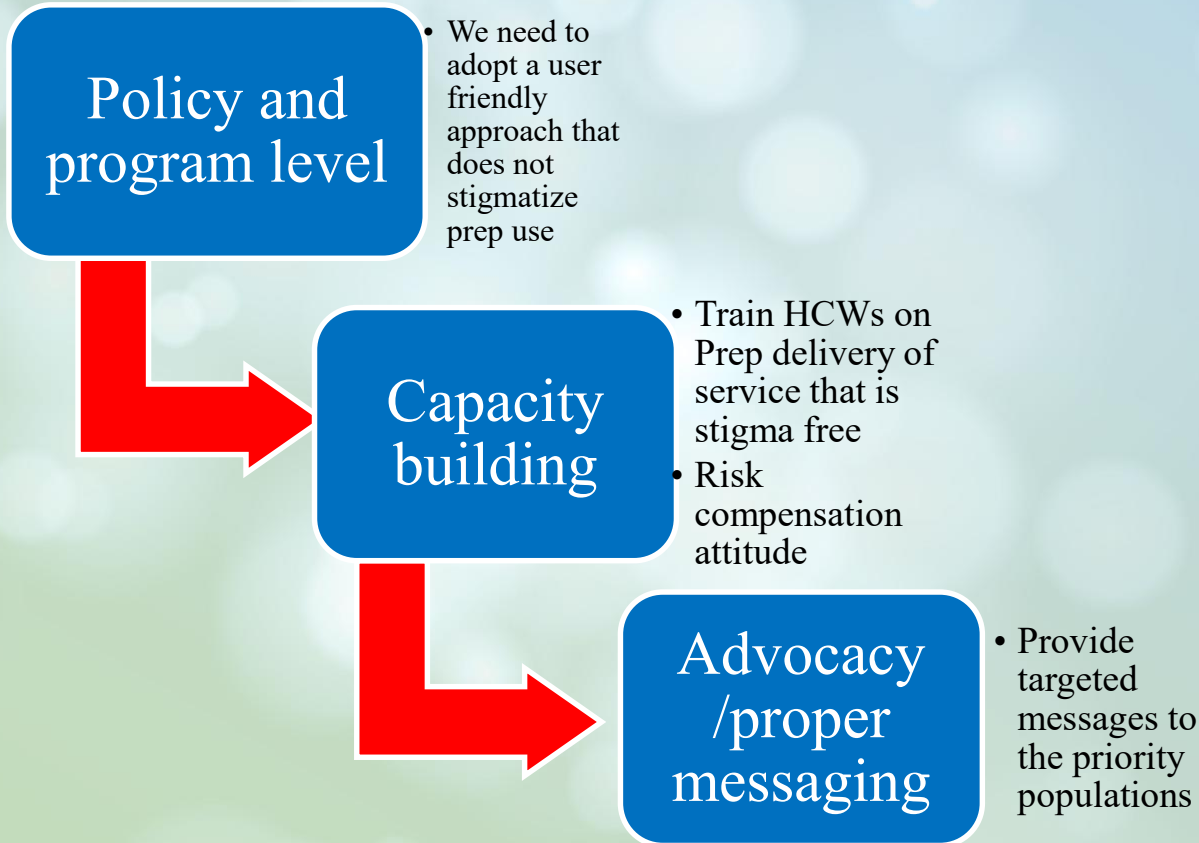 Policy and
program level
• We need to
adopt a user
friendly
approach that
does not
stigmatize
prep use
Capacity
building
• Train HCWs on
Prep delivery of
service that is
stigma free
• Risk
compensation
attitude
Advocacy
/proper
messaging
• Provide
targeted
messages to
the priority
populations